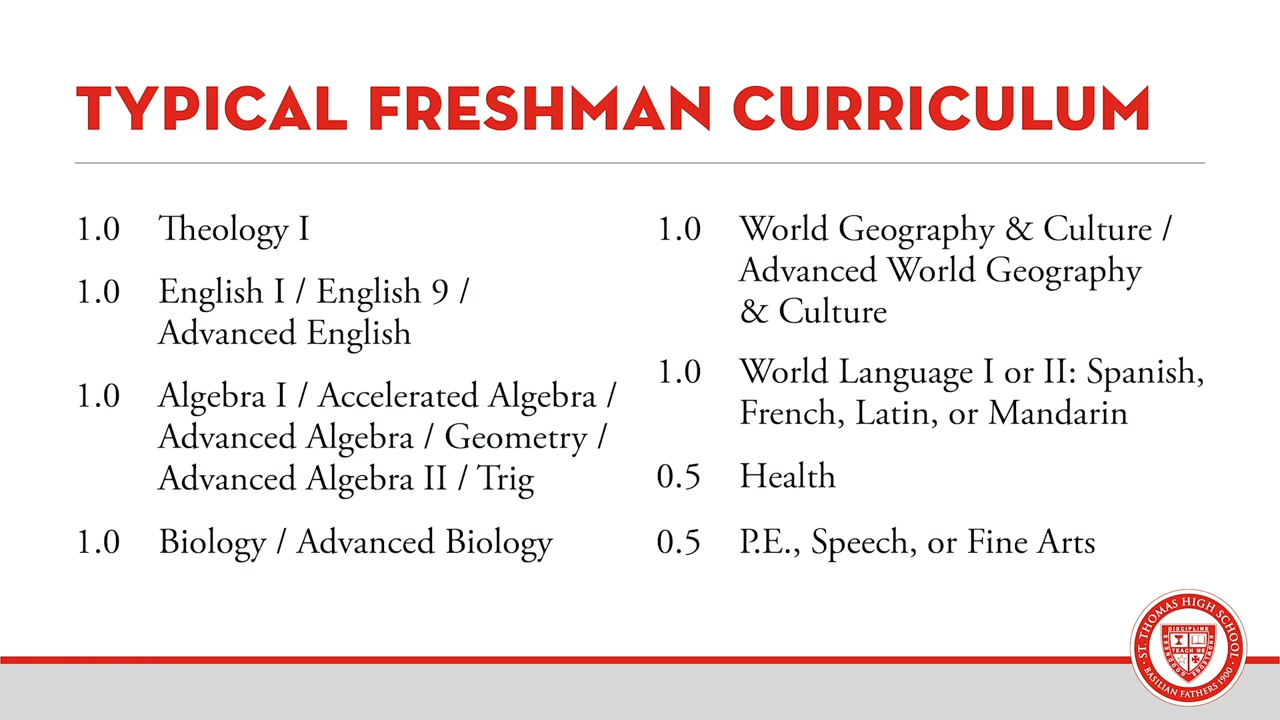 TYPICAL FRESHMAN CURRICULUM
1.0 Theology I
1.0 English I / English 9 /
Advanced English
1.0 Algebra I / Accelerated Algebra /
Advanced Algebra / Geometry /
Advanced Algebra II / Trig
1.0 Biology / Advanced Biology
1.0 World Geography & Culture /
Advanced World Geography
& Culture
1.0 World Language I or II: Spanish,
French, Latin, or Mandarin
0.5 Health
0.5 P.E., Speech, or Fine Arts
ST. THOMAS HIGH SCHOOL
DISCIPLINE
TEACH ME
GOODNESS
KNOWLEDGE
BASILIAN FATHERS 1900